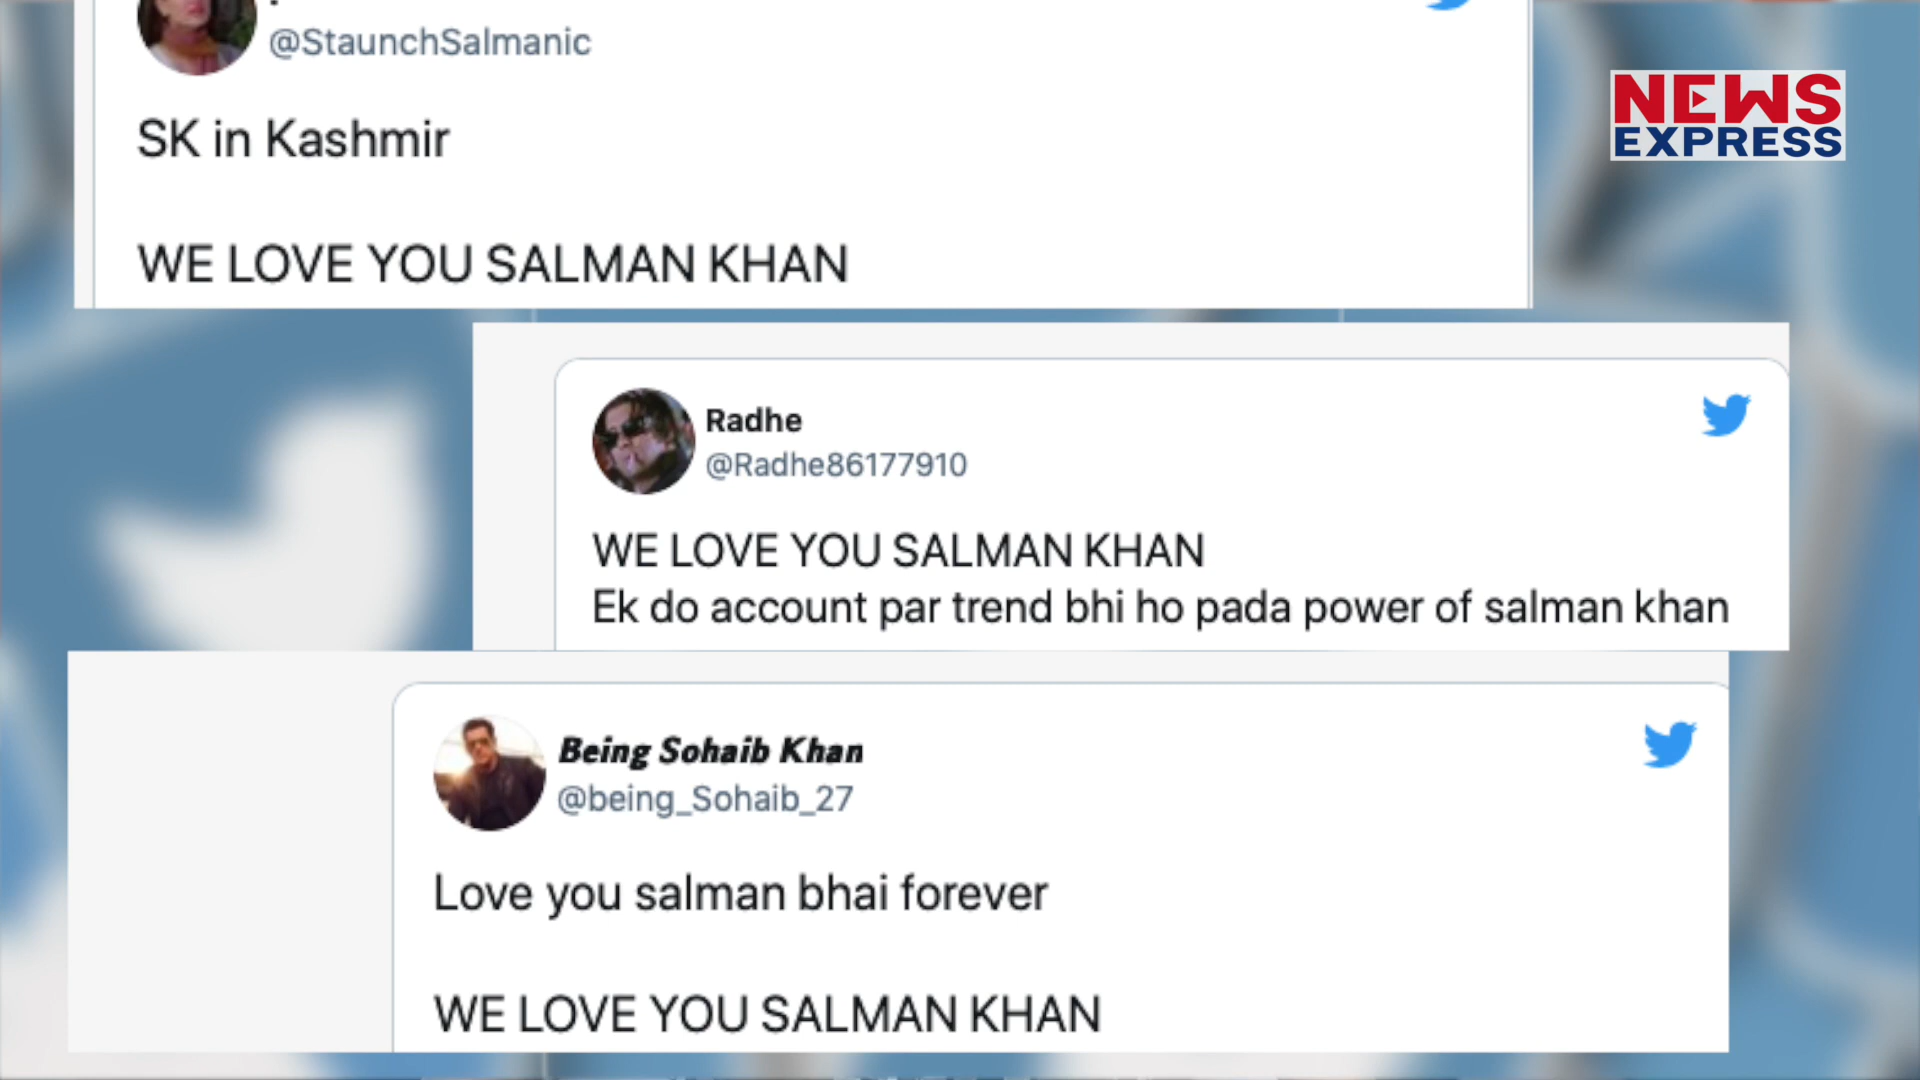 @StaunchSalmanic
NEWS
EXPRESS
SK in Kashmir
WE LOVE YOU SALMAN KHAN
Radhe
@Radhe86177910
WE LOVE YOU SALMAN KHAN
Ek do account par trend bhi ho pada power of salman khan
Being Sohaib Khan
@being_Sohaib_27
Love you salman bhai forever
WE LOVE YOU SALMAN KHAN